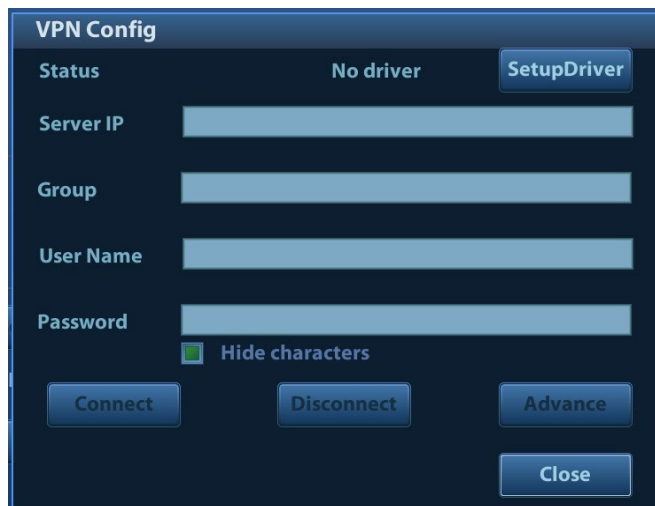 VPN Config
Status No driver SetupDriver
Server IP
Group
User Name
Password
Hide characters
Connect Disconnect Advance
Close